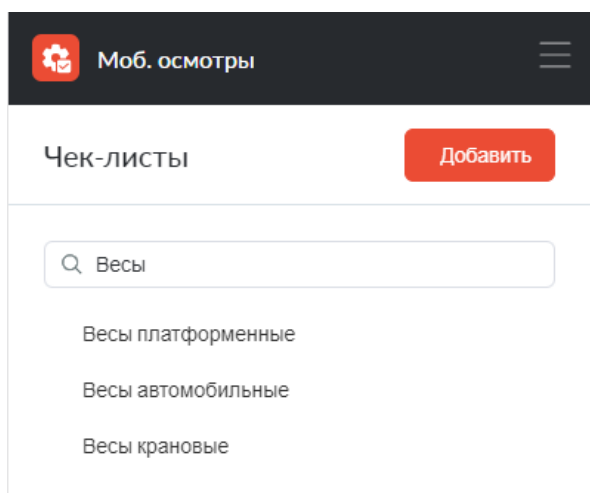 Моб. осмотры
Чек-листы
Добавить
Весы
Весы платформенные
Весы автомобильные
Весы крановые